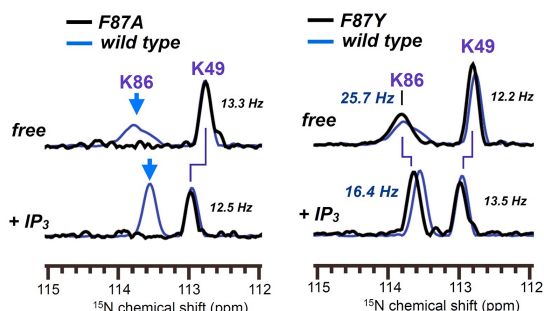 F87A
wild type
K86
K49
13.3 Hz
free
+ IP₃
12.5 Hz
115 114 113 112
¹⁵N chemical shift (ppm)
F87Y
wild type
K49
K86
25.7 Hz
12.2 Hz
free
16.4 Hz
13.5 Hz
+ IP₃
115 114 113 112
¹⁵N chemical shift (ppm)